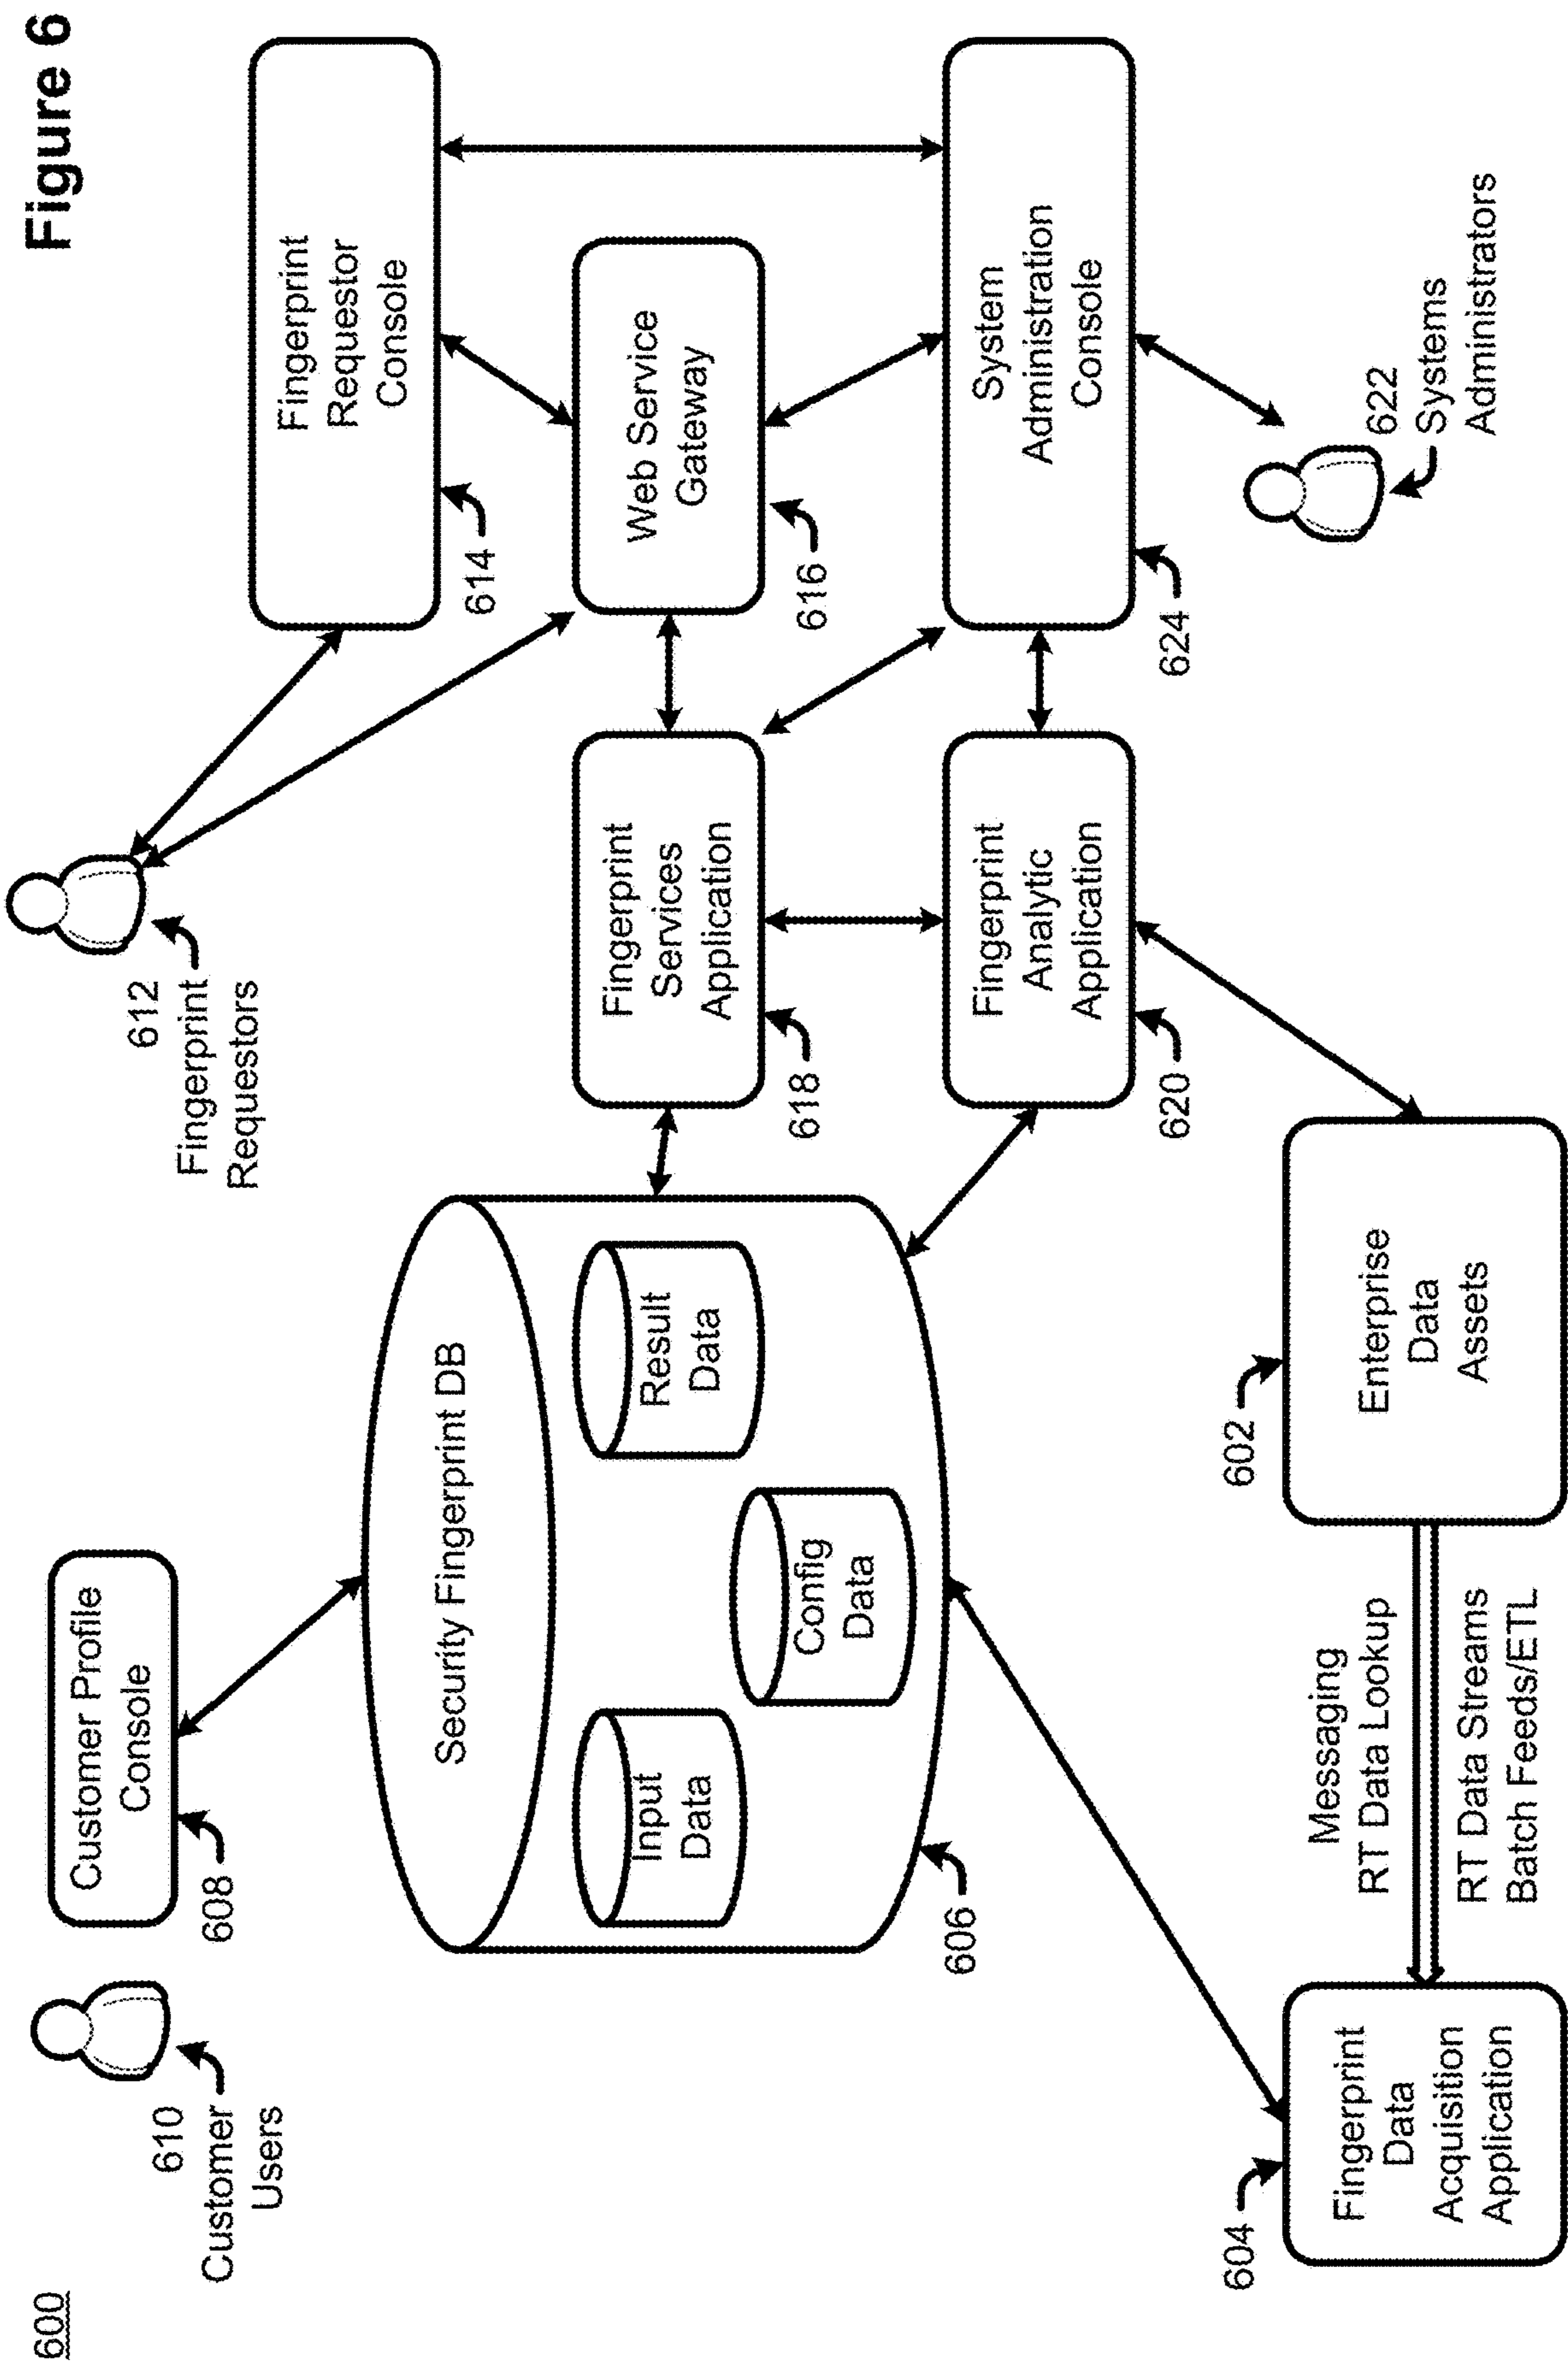 600
Figure 6
610
Customer
Users
Customer Profile
Console
608
612
Fingerprint
Requestors
Fingerprint
Requestor
Console
614
Security Fingerprint DB
Input
Data
Config
Data
Result
Data
606
Fingerprint
Services
Application
618
Web Service
Gateway
616
Fingerprint
Analytic
Application
620
System
Administration
Console
624
604
Fingerprint
Data
Acquisition
Application
Messaging
RT Data Lookup
RT Data Streams
Batch Feeds/ETL
602
Enterprise
Data
Assets
622
Systems
Administrators